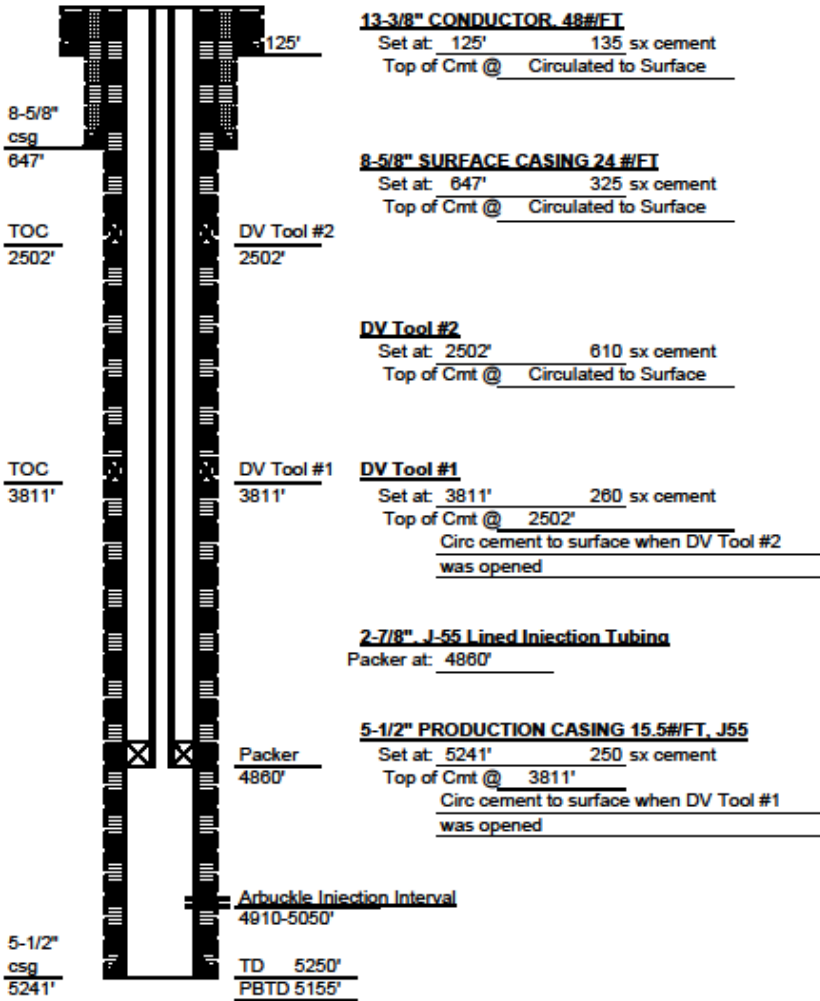 125'
8-5/8"
csg
647'
TOC
2502'
DV Tool #2
2502'
TOC
3811'
DV Tool #1
3811'
Packer
4860'
Arbuckle Injection Interval
4910-5050'
5-1/2"
csg
5241'
TD 5250'
PBTD 5155'
13-3/8" CONDUCTOR, 48#/FT
Set at: 125' 135 sx cement
Top of Cmt @ Circulated to Surface
8-5/8" SURFACE CASING 24 #/FT
Set at: 647' 325 sx cement
Top of Cmt @ Circulated to Surface
DV Tool #2
Set at: 2502' 610 sx cement
Top of Cmt @ Circulated to Surface
DV Tool #1
Set at: 3811' 260 sx cement
Top of Cmt @ 2502'
Circ cement to surface when DV Tool #2
was opened
2-7/8", J-55 Lined Injection Tubing
Packer at: 4860'
5-1/2" PRODUCTION CASING 15.5#/FT, J55
Set at: 5241' 250 sx cement
Top of Cmt @ 3811'
Circ cement to surface when DV Tool #1
was opened